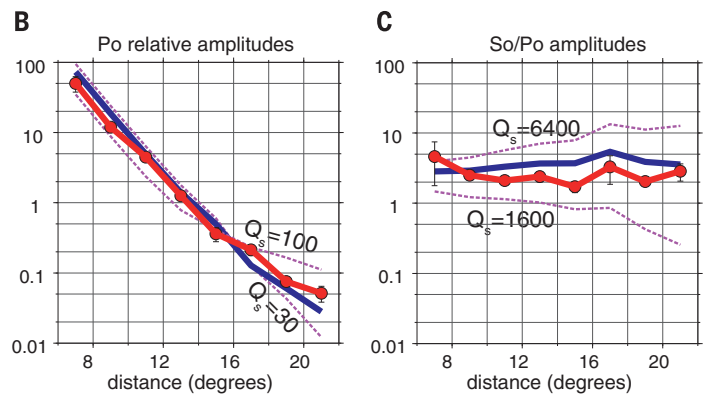 B
Po relative amplitudes
100
10
1
0.1
0.01
Qs=100
Qs=30
8
12
16
20
distance (degrees)
C
So/Po amplitudes
100
10
1
0.1
0.01
Qs=6400
Qs=1600
8
12
16
20
distance (degrees)